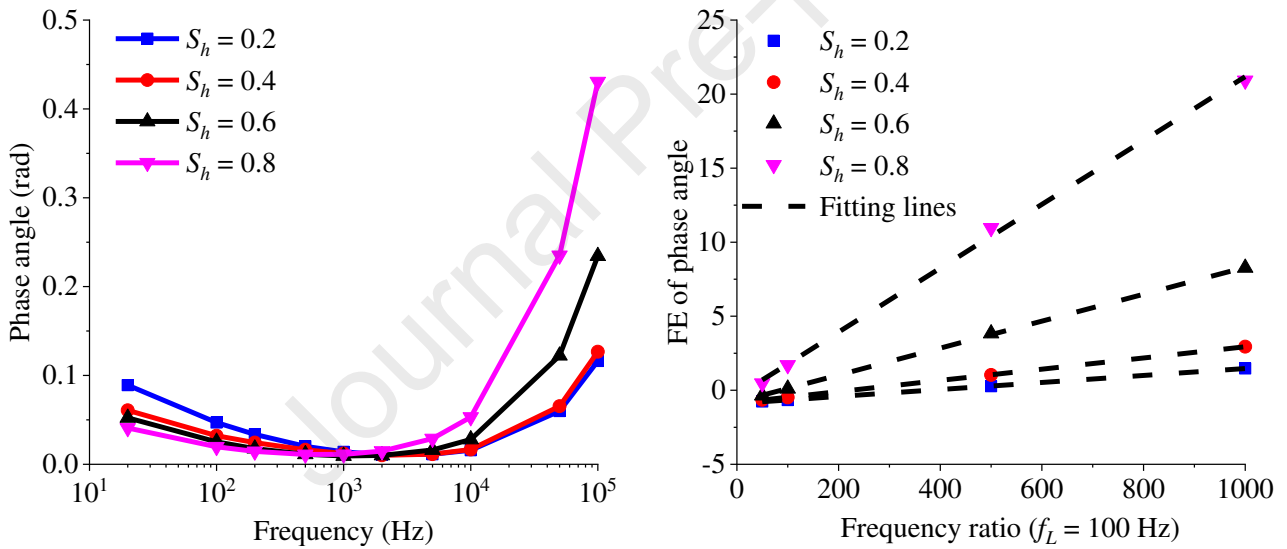 0.5
0.4
0.3
0.2
0.1
0.0
Phase angle (rad)
S_h = 0.2
S_h = 0.4
S_h = 0.6
S_h = 0.8
10^1
10^2
10^3
10^4
10^5
Frequency (Hz)
25
20
15
10
5
0
-5
FE of phase angle
S_h = 0.2
S_h = 0.4
S_h = 0.6
S_h = 0.8
Fitting lines
0
200
400
600
800
1000
Frequency ratio (f_L = 100 Hz)
Journal Pre-